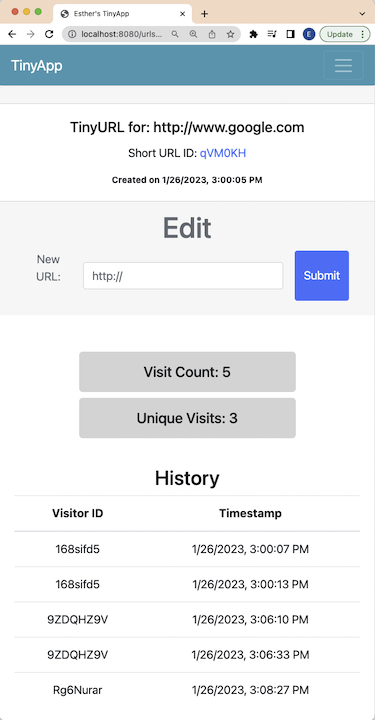 Esther's TinyApp
localhost:8080/urls...
E
Update
TinyApp
TinyURL for: http://www.google.com
Short URL ID: qVM0KH
Created on 1/26/2023, 3:00:05 PM
Edit
New
URL:
http://
Submit
Visit Count: 5
Unique Visits: 3
History
Visitor ID Timestamp
168sifd5 1/26/2023, 3:00:07 PM
168sifd5 1/26/2023, 3:00:13 PM
9ZDQHZ9V 1/26/2023, 3:06:10 PM
9ZDQHZ9V 1/26/2023, 3:06:33 PM
Rg6Nurar 1/26/2023, 3:08:27 PM